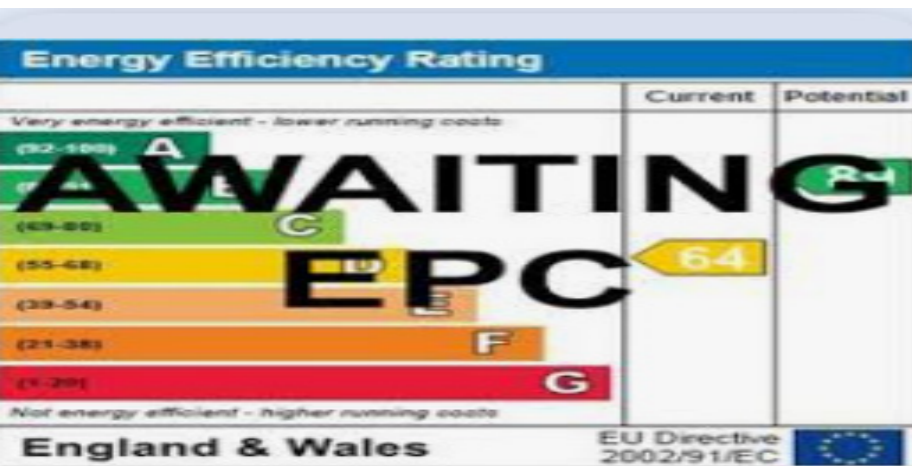 Energy Efficiency Rating
Current Potential
Very energy efficient - lower running costs
(92-100) A
AWAITING
(69-80) C
(55-68) D
EPC
64
(39-54) E
(21-38) F
(1-20) G
Not energy efficient - higher running costs
England & Wales
EU Directive
2002/91/EC